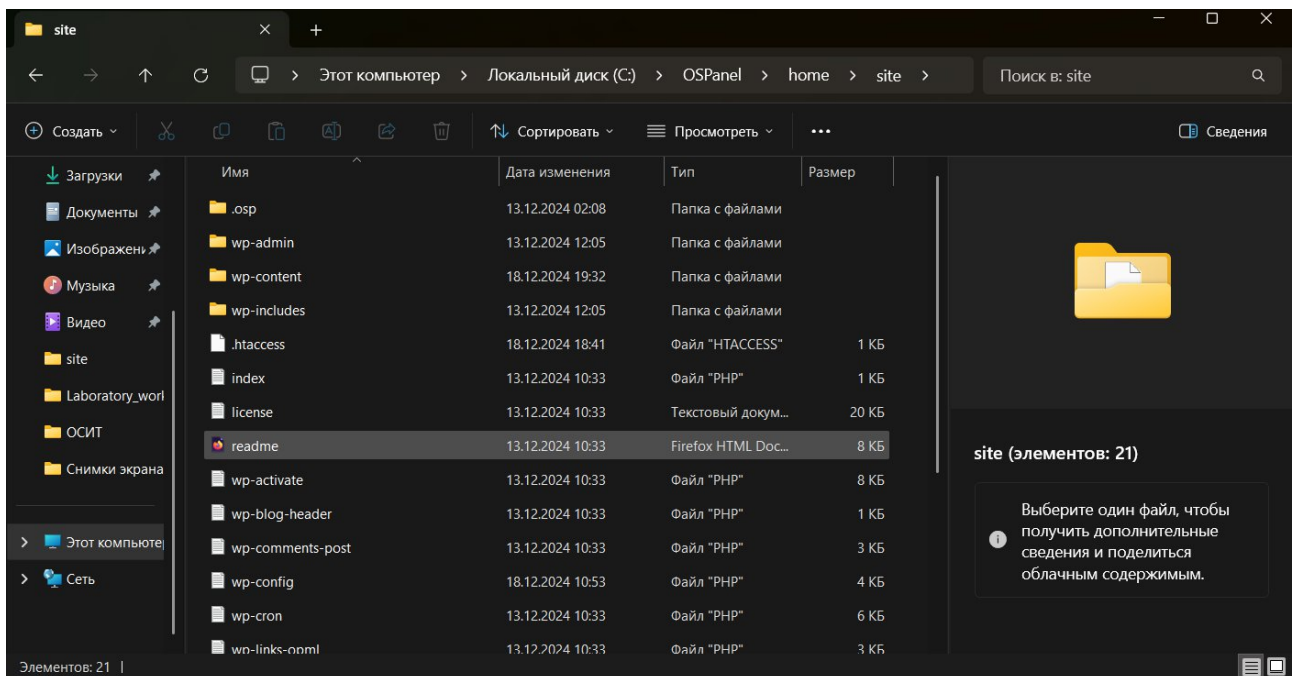 site
Этот компьютер > Локальный диск (C:) > OSPanel > home > site >
Поиск в: site
Создать
Сортировать
Просмотреть
Сведения
Загрузки
Документы
Изображени
Музыка
Видео
site
Laboratory_work
ОСИТ
Снимки экрана
Этот компьютер
Сеть
Имя Дата изменения Тип Размер
.osp 13.12.2024 02:08 Папка с файлами
wp-admin 13.12.2024 12:05 Папка с файлами
wp-content 18.12.2024 19:32 Папка с файлами
wp-includes 13.12.2024 12:05 Папка с файлами
.htaccess 18.12.2024 18:41 Файл "HTACCESS" 1 КБ
index 13.12.2024 10:33 Файл "PHP" 1 КБ
license 13.12.2024 10:33 Текстовый докум... 20 КБ
readme 13.12.2024 10:33 Firefox HTML Doc... 8 КБ
wp-activate 13.12.2024 10:33 Файл "PHP" 8 КБ
wp-blog-header 13.12.2024 10:33 Файл "PHP" 1 КБ
wp-comments-post 13.12.2024 10:33 Файл "PHP" 3 КБ
wp-config 18.12.2024 10:53 Файл "PHP" 4 КБ
wp-cron 13.12.2024 10:33 Файл "PHP" 6 КБ
wp-links-opml 13.12.2024 10:33 Файл "PHP" 3 КБ
site (элементов: 21)
Выберите один файл, чтобы
получить дополнительные
сведения и поделиться
облачным содержимым.
Элементов: 21